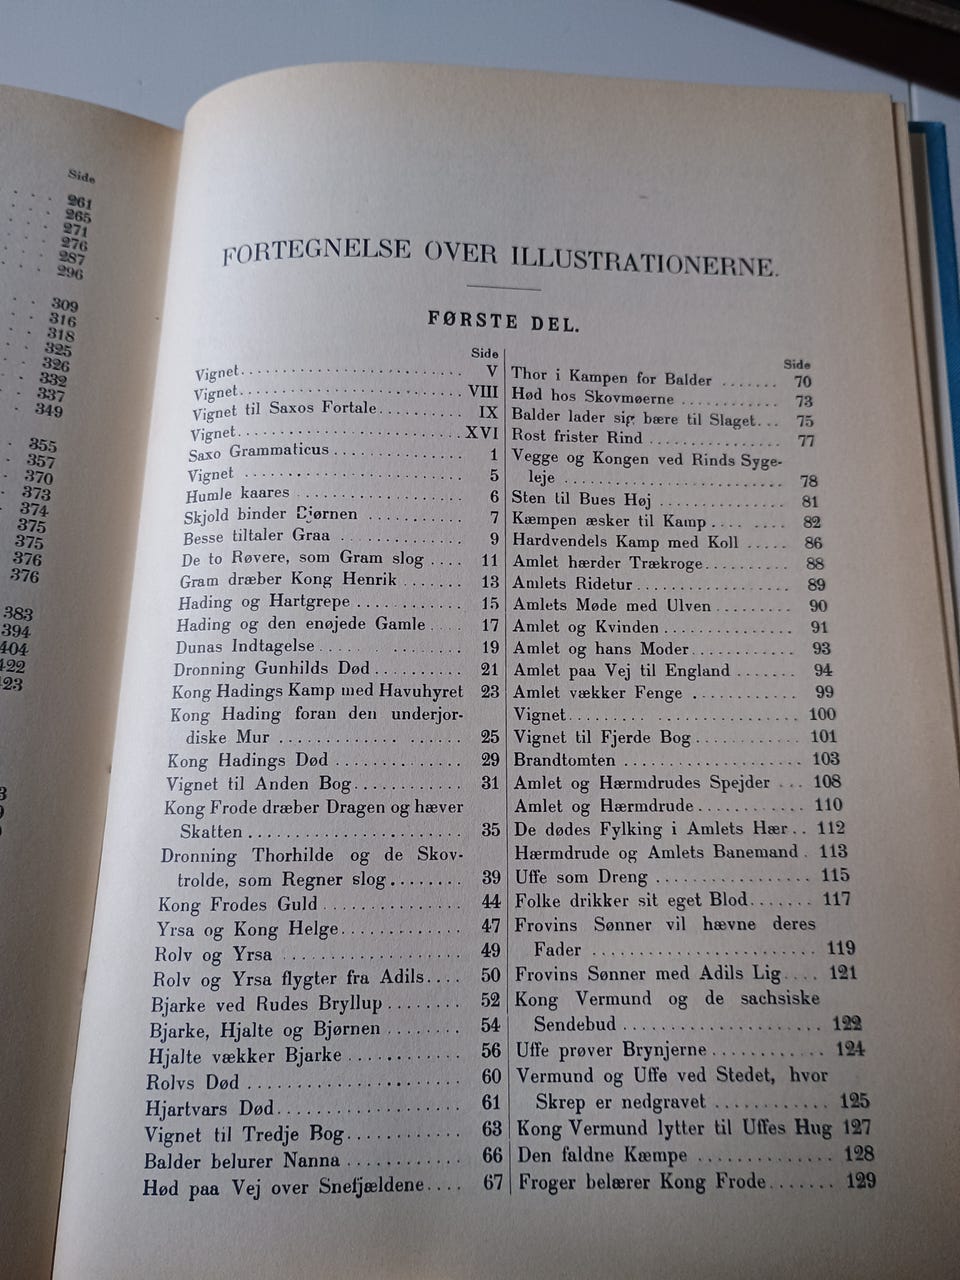 Side
261
265
271
276
287
296
309
316
318
325
326
332
337
349
355
357
370
373
374
375
375
376
376
383
394
404
422
423
FORTEGNELSE OVER ILLUSTRATIONERNE.
FØRSTE DEL.
Side
Vignet. . . . . . . . . . V
Vignet. . . . . . . . . . VIII
Vignet til Saxos Fortale. . . . . . . . . . IX
Vignet. . . . . . . . . . XVI
Saxo Grammaticus . . . . . . . . . . 1
Vignet . . . . . . . . . . 5
Humle kaares . . . . . . . . . . 6
Skjold binder Bjørnen . . . . . . . . . . 7
Besse tiltaler Graa . . . . . . . . . . 9
De to Røvere, som Gram slog . . . . 11
Gram dræber Kong Henrik . . . . . . . 13
Hading og Hartgrepe . . . . . . . . . . 15
Hading og den enøjede Gamle . . . . 17
Dunas Indtagelse . . . . . . . . . . 19
Dronning Gunhilds Død . . . . . . . . . . 21
Kong Hadings Kamp med Havuhyret 23
Kong Hading foran den underjor-
diske Mur . . . . . . . . . . 25
Kong Hadings Død . . . . . . . . . . 29
Vignet til Anden Bog . . . . . . . . . . 31
Kong Frode dræber Dragen og hæver
Skatten . . . . . . . . . . 35
Dronning Thorhilde og de Skov-
trolde, som Regner slog . . . . . . . . 39
Kong Frodes Guld . . . . . . . . . . 44
Yrsa og Kong Helge . . . . . . . . . . 47
Rolv og Yrsa . . . . . . . . . . 49
Rolv og Yrsa flygter fra Adils. . . . 50
Bjarke ved Rudes Bryllup . . . . . . . . 52
Bjarke, Hjalte og Bjørnen . . . . . . . . 54
Hjalte vækker Bjarke . . . . . . . . . . 56
Rolvs Død . . . . . . . . . . 60
Hjartvars Død . . . . . . . . . . 61
Vignet til Tredje Bog . . . . . . . . . . 63
Balder belurer Nanna . . . . . . . . . . 66
Hød paa Vej over Snefjældene . . . . 67
Side
Thor i Kampen for Balder . . . . . . . 70
Hød hos Skovmøerne . . . . . . . . . . 73
Balder lader sig bære til Slaget. . . 75
Rost frister Rind . . . . . . . . . . 77
Vegge og Kongen ved Rinds Syge-
leje . . . . . . . . . . 78
Sten til Bues Høj . . . . . . . . . . 81
Kæmpen æsker til Kamp . . . . . . . . 82
Hardvendels Kamp med Koll . . . . . 86
Amlet hærder Trækroge . . . . . . . . . . 88
Amlets Ridetur . . . . . . . . . . 89
Amlets Møde med Ulven . . . . . . . . . 90
Amlet og Kvinden . . . . . . . . . . 91
Amlet og hans Moder . . . . . . . . . . 93
Amlet paa Vej til England . . . . . . . 94
Amlet vækker Fenge . . . . . . . . . . 99
Vignet . . . . . . . . . . 100
Vignet til Fjerde Bog . . . . . . . . . . 101
Brandtomten . . . . . . . . . . 103
Amlet og Hærmdrudes Spejder . . . 108
Amlet og Hærmdrude . . . . . . . . . . 110
De dødes Fylking i Amlets Hær . . 112
Hærmdrude og Amlets Banemand . 113
Uffe som Dreng . . . . . . . . . . 115
Folke drikker sit eget Blod . . . . . . . 117
Frovins Sønner vil hævne deres
Fader . . . . . . . . . . 119
Frovins Sønner med Adils Lig . . . . 121
Kong Vermund og de sachsiske
Sendebud . . . . . . . . . . 122
Uffe prøver Brynjerne . . . . . . . . . . 124
Vermund og Uffe ved Stedet, hvor
Skrep er nedgravet . . . . . . . . . . 125
Kong Vermund lytter til Uffes Hug 127
Den faldne Kæmpe . . . . . . . . . . 128
Froger belærer Kong Frode . . . . . . . 129